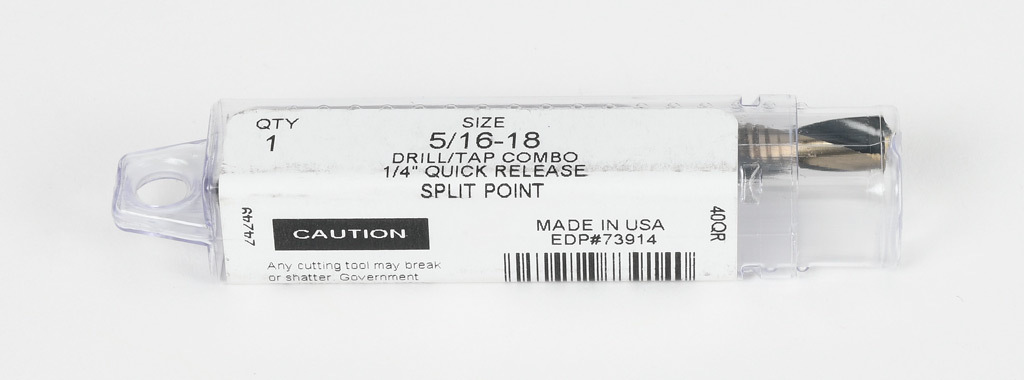 QTY
1
SIZE
5/16-18
DRILL/TAP COMBO
1/4" QUICK RELEASE
SPLIT POINT
CAUTION
Any cutting tool may break
or shatter. Government
MADE IN USA
EDP#73914
40QR